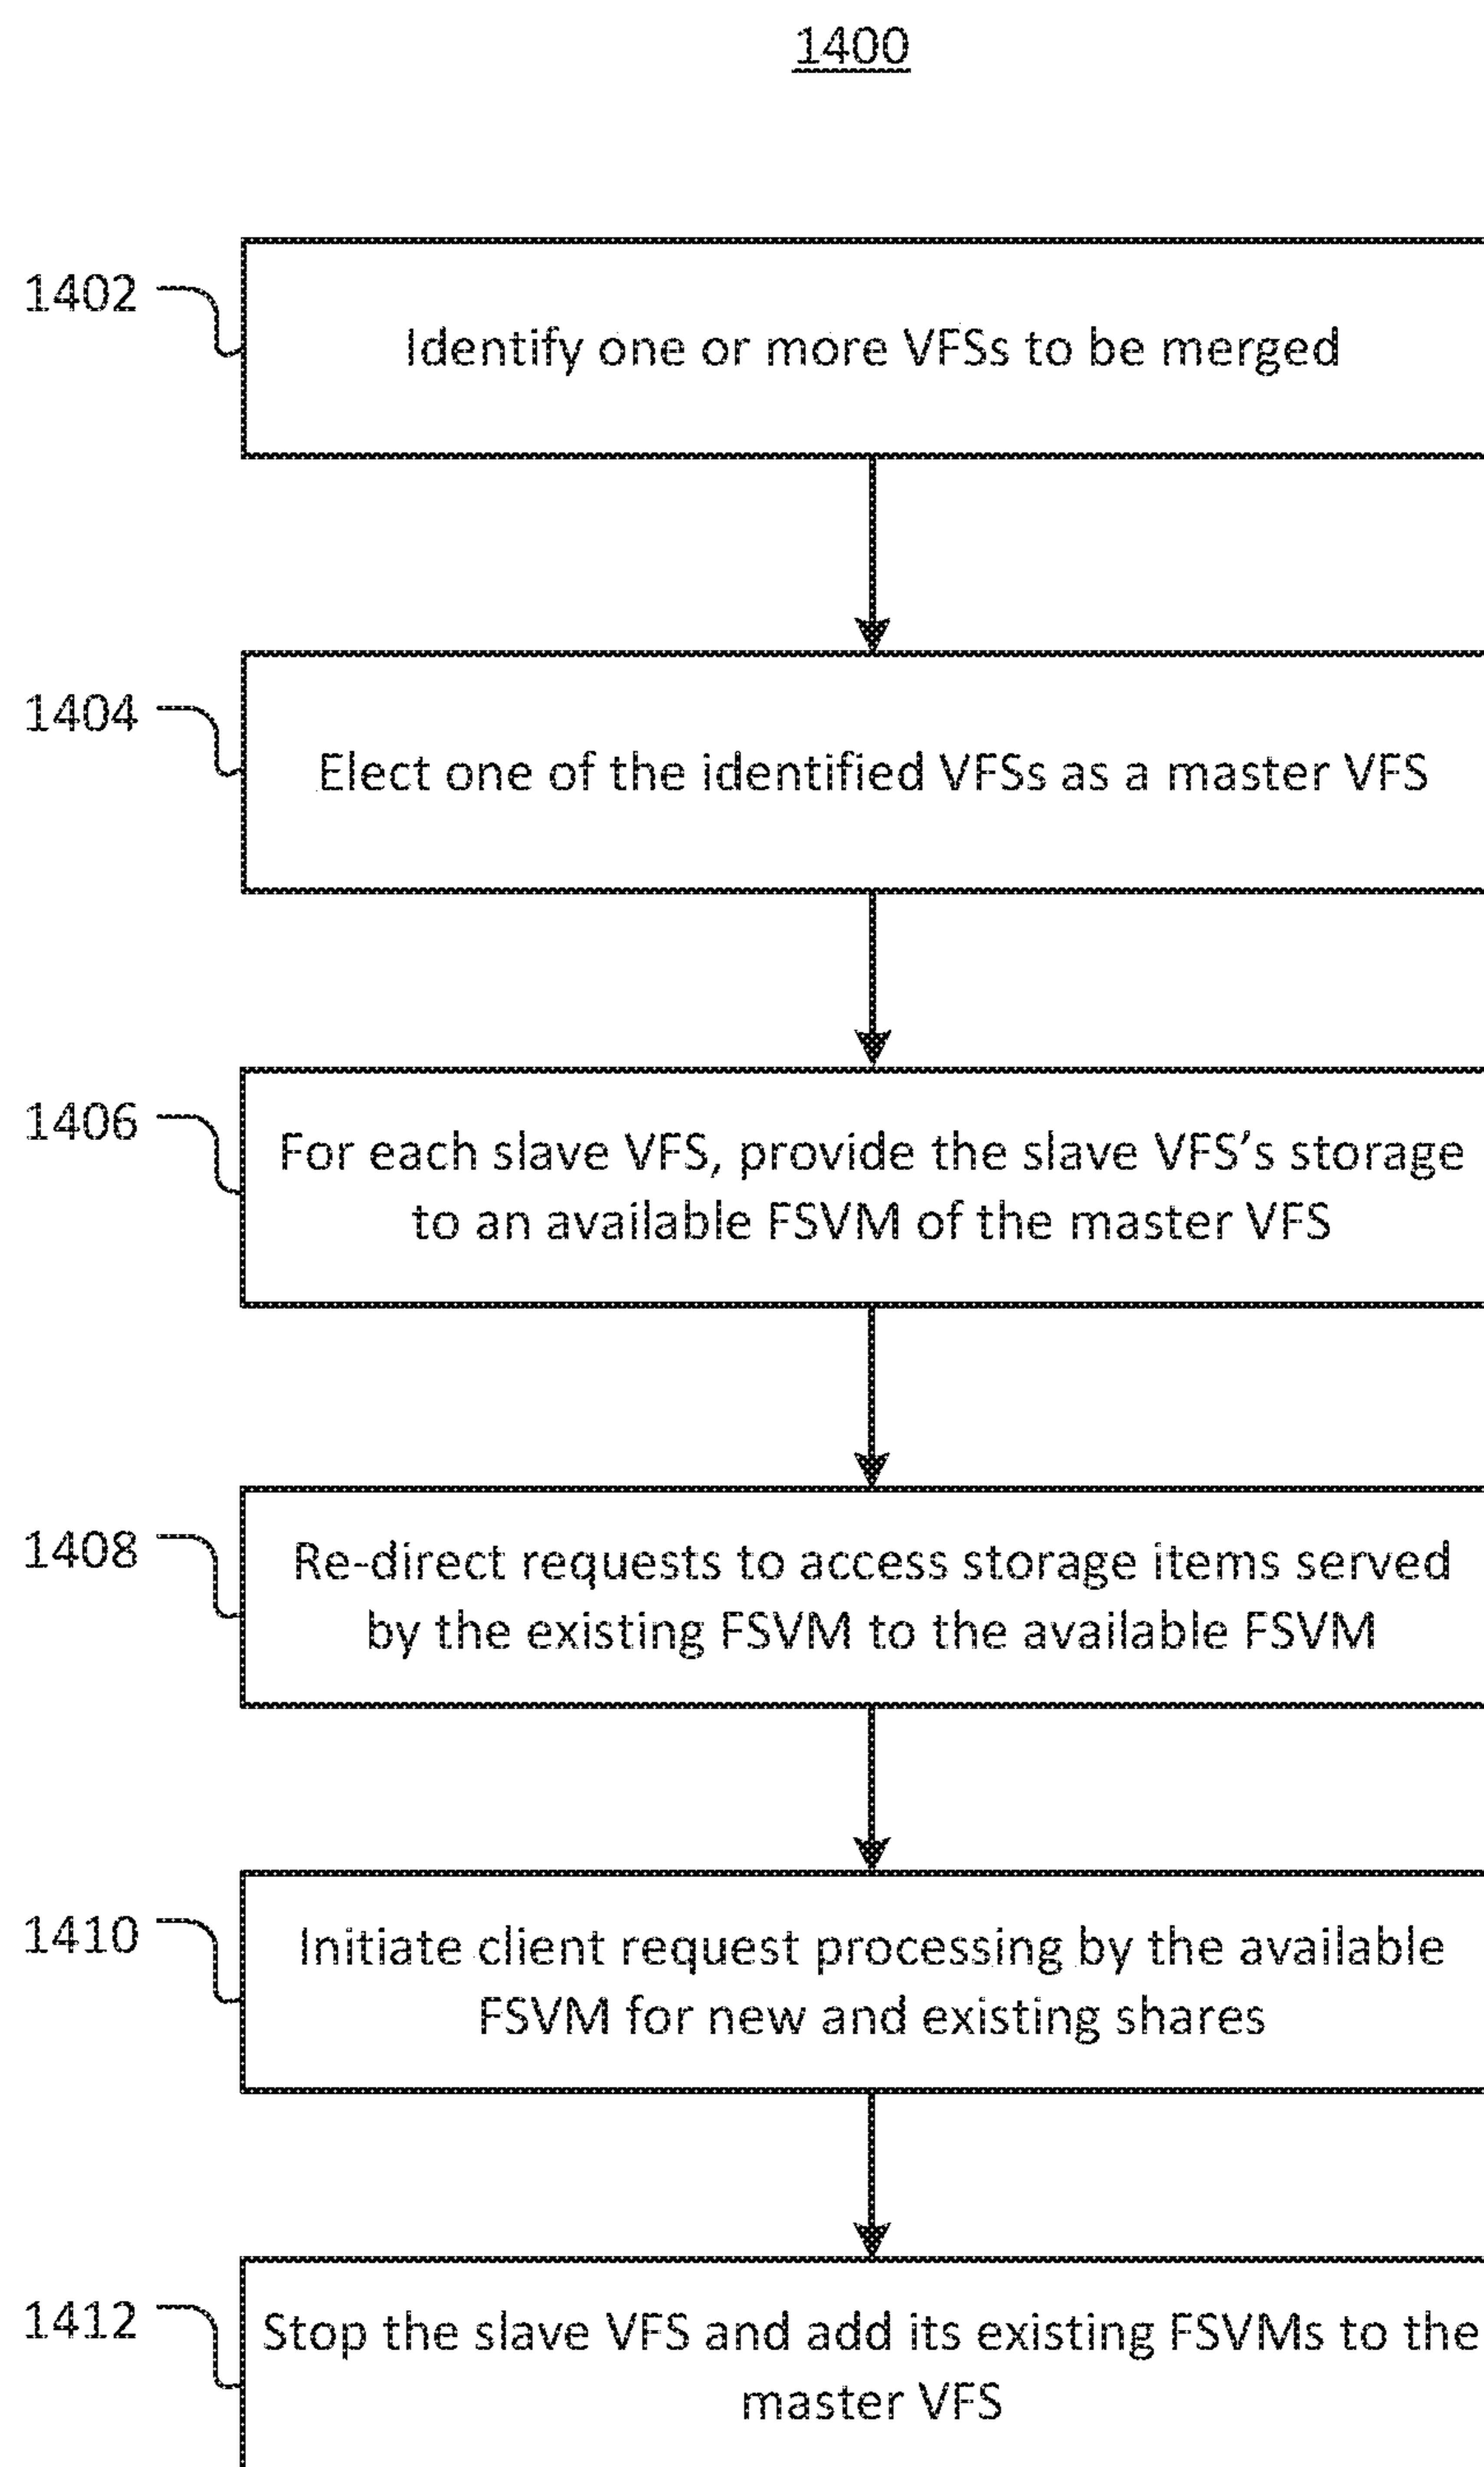 1400
1402
Identify one or more VFSs to be merged
1404
Elect one of the identified VFSs as a master VFS
1406
For each slave VFS, provide the slave VFS's storage
to an available FSVM of the master VFS
1408
Re-direct requests to access storage items served
by the existing FSVM to the available FSVM
1410
Initiate client request processing by the available
FSVM for new and existing shares
1412
Stop the slave VFS and add its existing FSVMs to the
master VFS